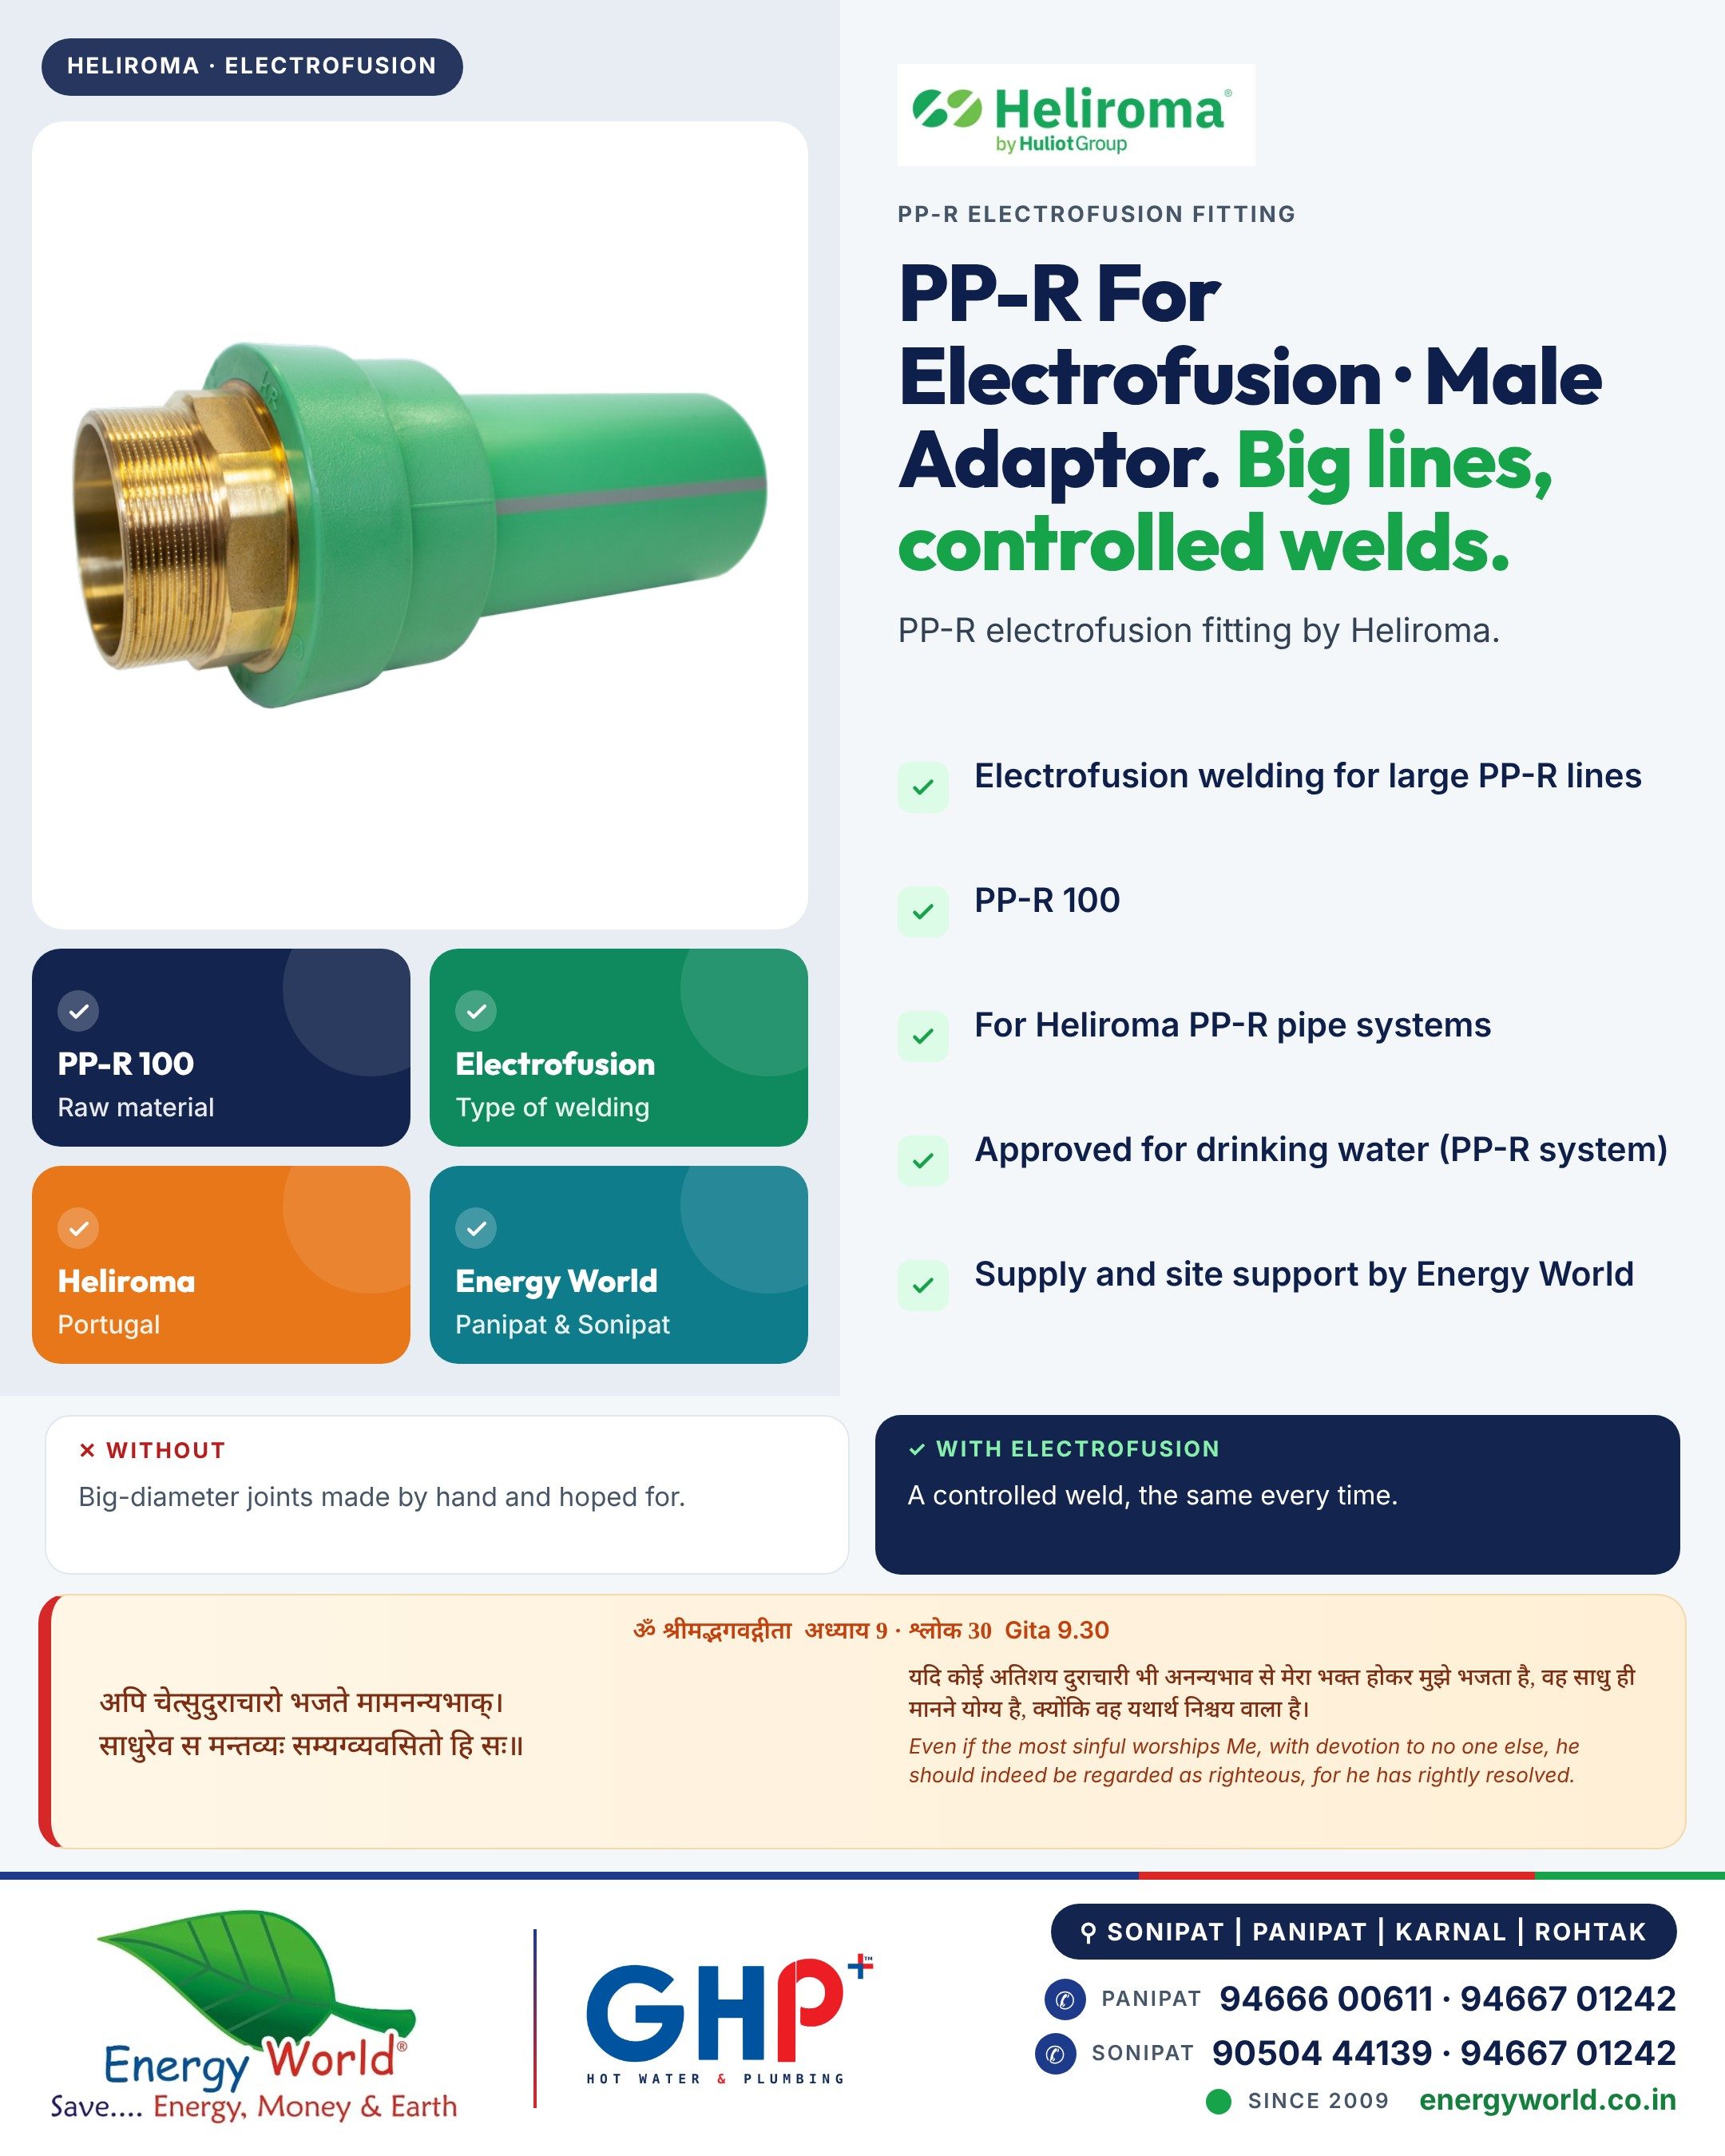 HELIROMA · ELECTROFUSION
Heliroma®
by Huliot Group
PP-R ELECTROFUSION FITTING
PP-R For
Electrofusion · Male
Adaptor. Big lines,
controlled welds.
PP-R electrofusion fitting by Heliroma.
Electrofusion welding for large PP-R lines
PP-R 100
For Heliroma PP-R pipe systems
Approved for drinking water (PP-R system)
Supply and site support by Energy World
PP-R 100
Raw material
Electrofusion
Type of welding
Heliroma
Portugal
Energy World
Panipat & Sonipat
× WITHOUT
Big-diameter joints made by hand and hoped for.
✓ WITH ELECTROFUSION
A controlled weld, the same every time.
ॐ श्रीमद्भगवद्गीता अध्याय 9 · श्लोक 30 Gita 9.30
अपि चेत्सुदुराचारो भजते मामनन्यभाक्।
साधुरेव स मन्तव्यः सम्यग्व्यवसितो हि सः॥
यदि कोई अतिशय दुराचारी भी अनन्यभाव से मेरा भक्त होकर मुझे भजता है, वह साधु ही
मानने योग्य है, क्योंकि वह यथार्थ निश्चय वाला है।
Even if the most sinful worships Me, with devotion to no one else, he
should indeed be regarded as righteous, for he has rightly resolved.
Energy World®
Save.... Energy, Money & Earth
GHP+™
HOT WATER & PLUMBING
SONIPAT | PANIPAT | KARNAL | ROHTAK
PANIPAT 94666 00611 · 94667 01242
SONIPAT 90504 44139 · 94667 01242
SINCE 2009 energyworld.co.in